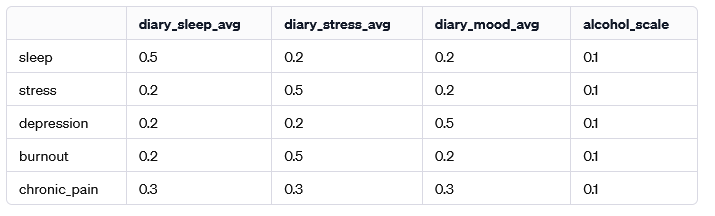 diary_sleep_avg diary_stress_avg diary_mood_avg alcohol_scale
sleep 0.5 0.2 0.2 0.1
stress 0.2 0.5 0.2 0.1
depression 0.2 0.2 0.5 0.1
burnout 0.2 0.5 0.2 0.1
chronic_pain 0.3 0.3 0.3 0.1